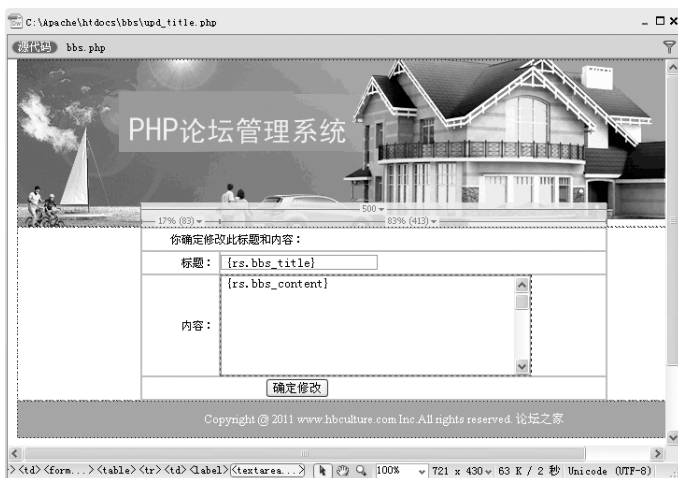 C:\Apache\htdocs\bbs\upd_title.php
源代码 bbs.php
PHP论坛管理系统
500
17% (83) 83% (413)
你确定修改此标题和内容：
标题： {rs.bbs_title}
内容： {rs.bbs_content}
确定修改
Copyright @ 2011 www.hbculture.com Inc.All rights reserved. 论坛之家
><td><form...><table><tr><td><label><textarea...> 100% 721 x 430 63 K / 2 秒 Unicode (UTF-8)